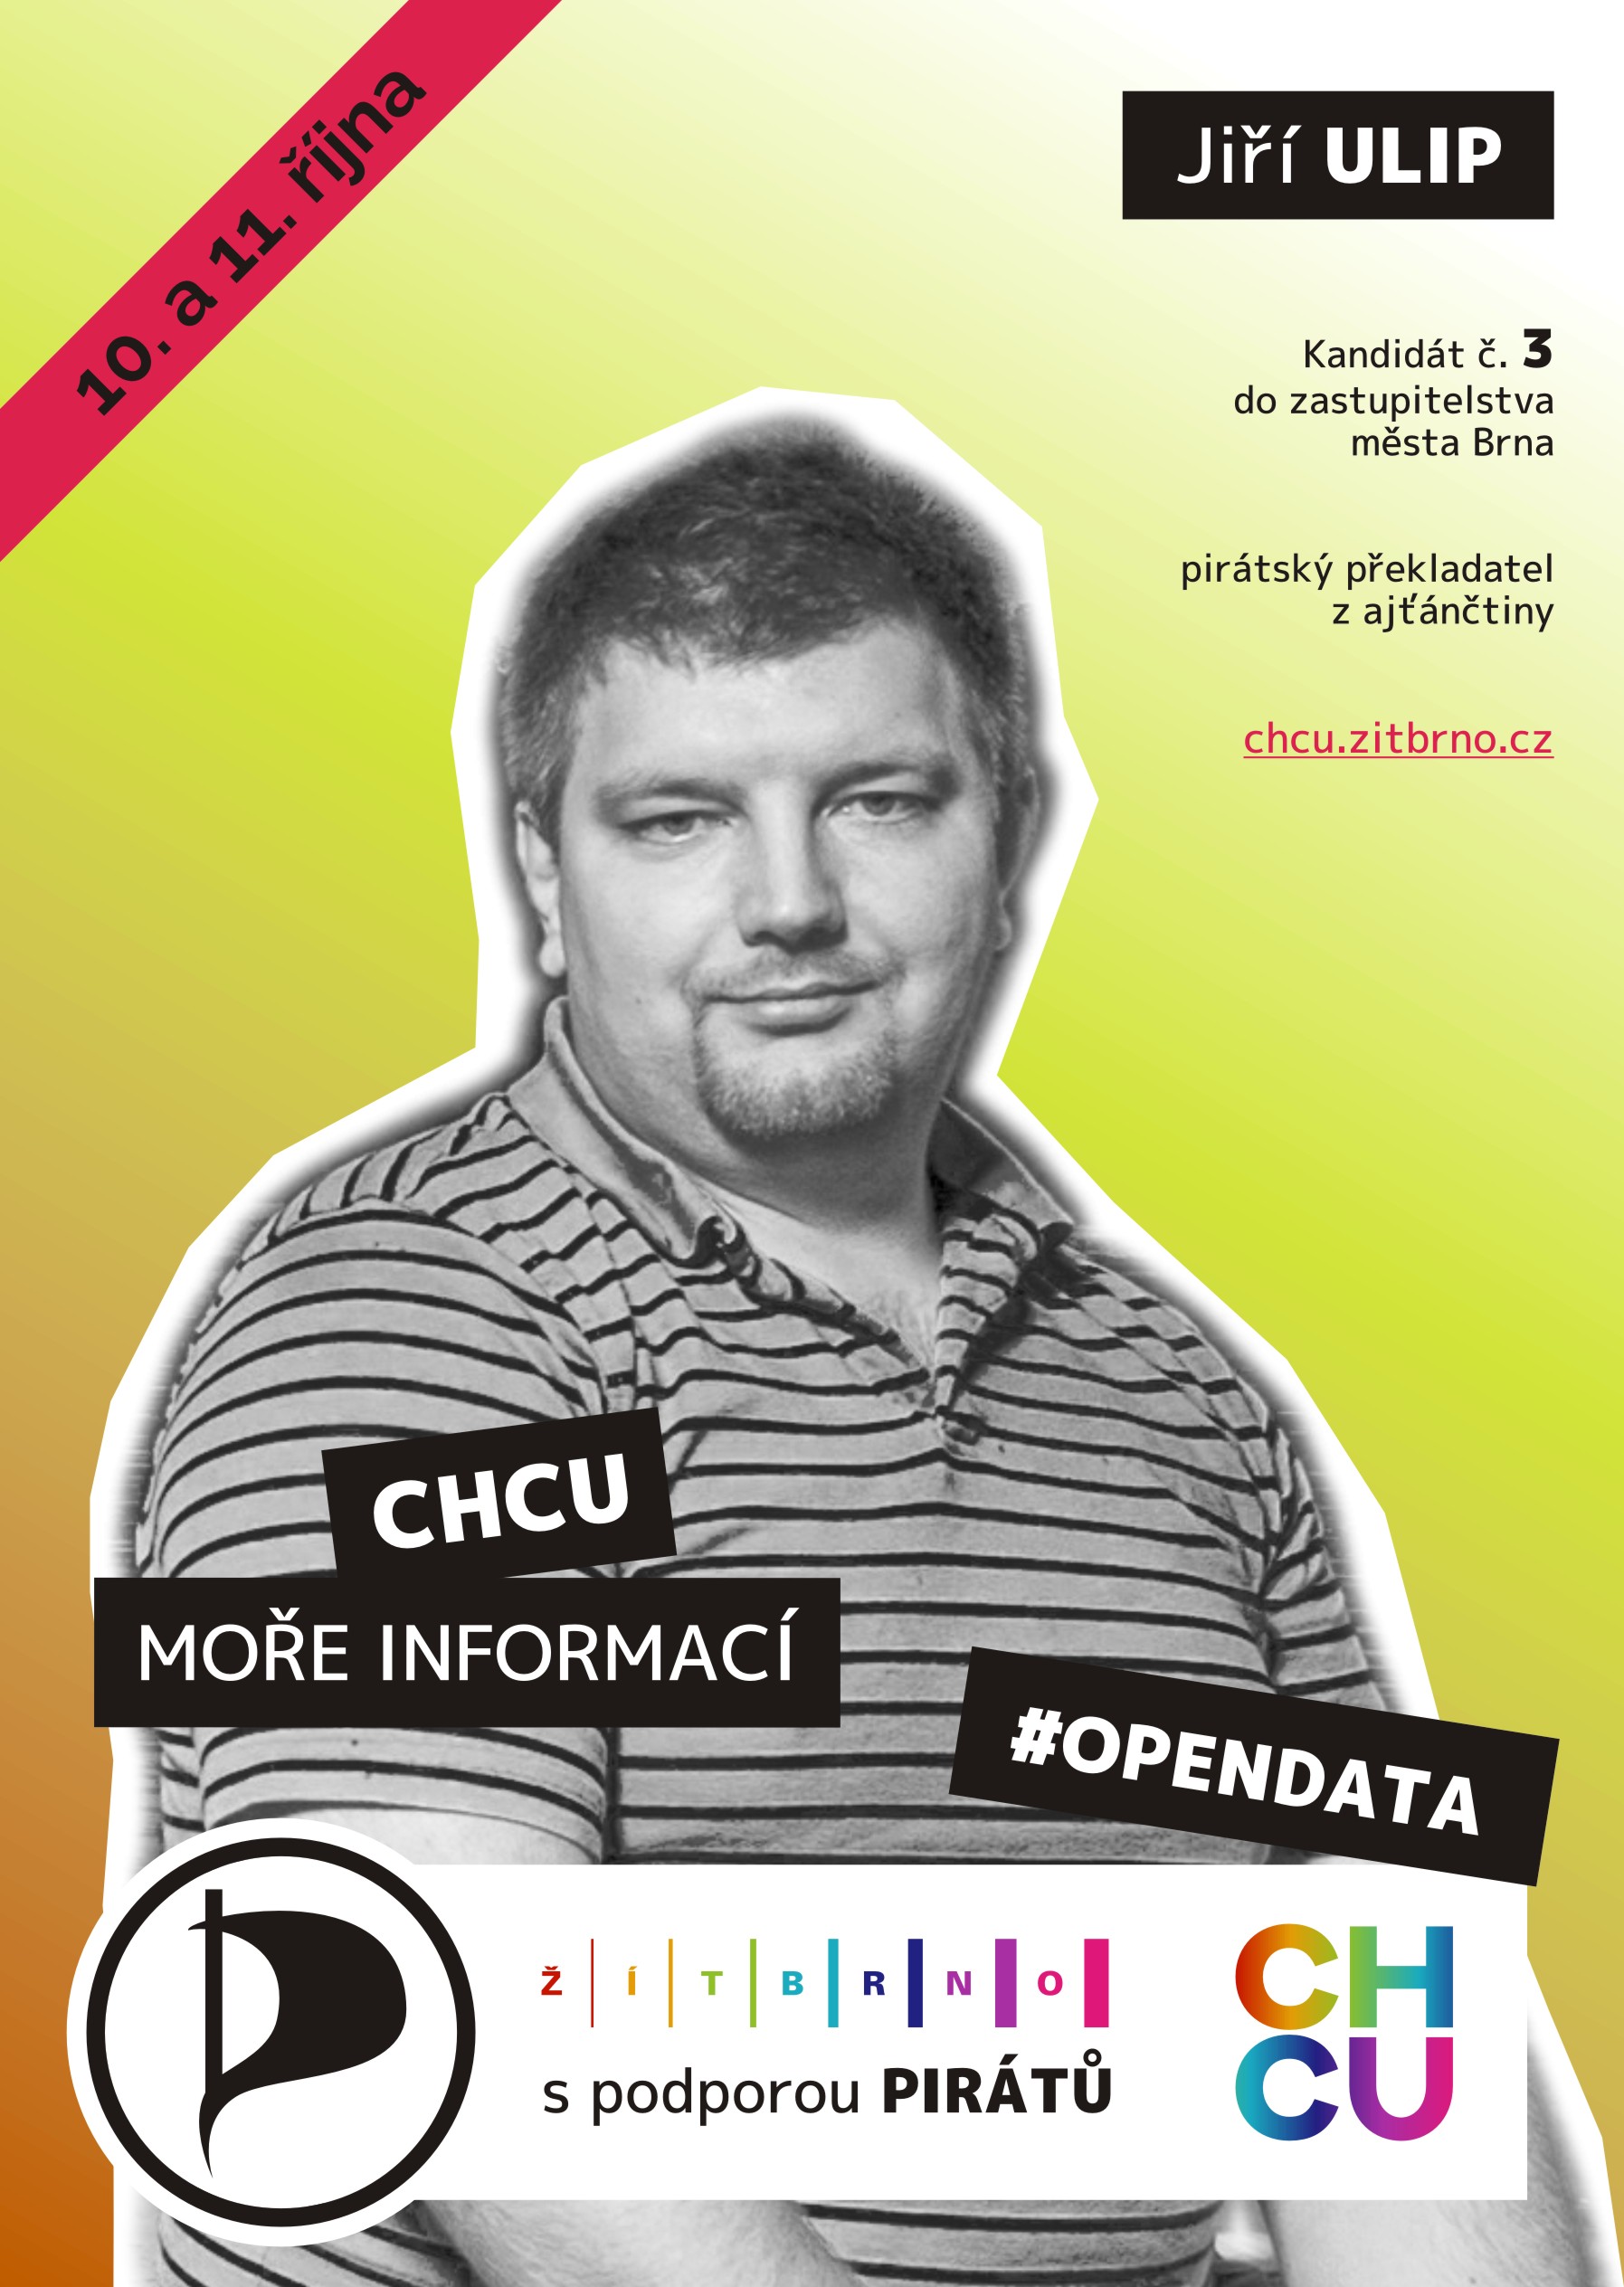 10. a 11. října
Jiří ULIP
Kandidát č. 3
do zastupitelstva
města Brna
pirátský překladatel
z ajťánčtiny
chcu.zitbrno.cz
CHCU
MOŘE INFORMACÍ
#OPENDATA
Ž Í T B R N O
s podporou PIRÁTŮ
CH
CU